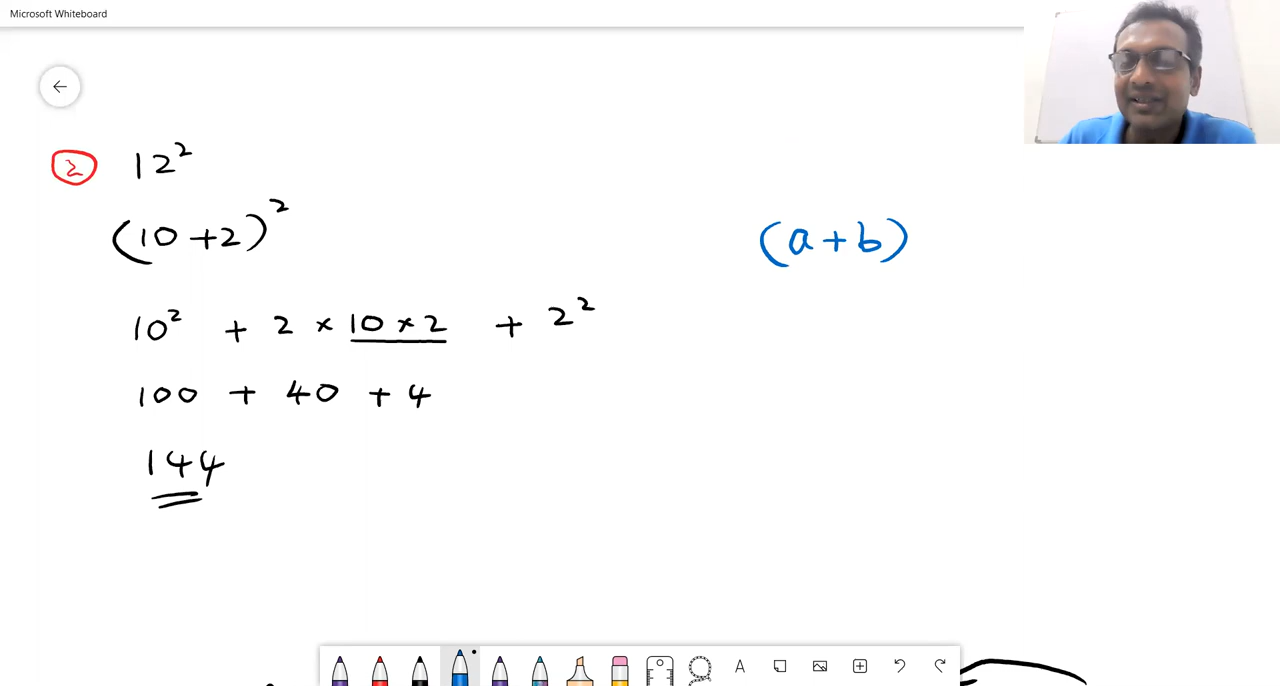 Microsoft Whiteboard
② 12²
(10 + 2)²
(a + b)
10² + 2 × 10 × 2 + 2²
100 + 40 + 4
144
A